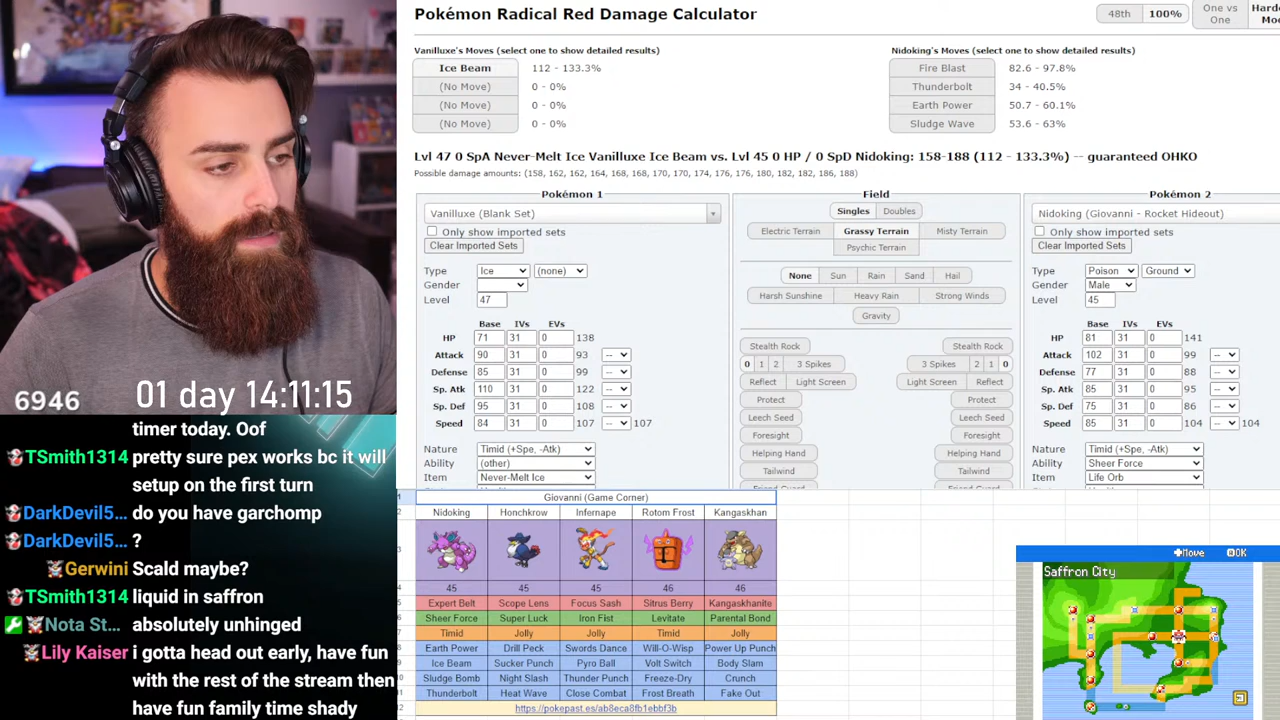 Pokémon Radical Red Damage Calculator
48th 100% One vs One
Vanilluxe's Moves (select one to show detailed results)
Ice Beam 112 - 133.3%
(No Move) 0 - 0%
(No Move) 0 - 0%
(No Move) 0 - 0%
Nidoking's Moves (select one to show detailed results)
Fire Blast 82.6 - 97.8%
Thunderbolt 34 - 40.5%
Earth Power 50.7 - 60.1%
Sludge Wave 53.6 - 63%
Lvl 47 0 SpA Never-Melt Ice Vanilluxe Ice Beam vs. Lvl 45 0 HP / 0 SpD Nidoking: 158-188 (112 - 133.3%) -- guaranteed OHKO
Possible damage amounts: (158, 162, 162, 164, 168, 168, 170, 170, 174, 176, 176, 180, 182, 182, 186, 188)
Pokémon 1
Vanilluxe (Blank Set)
Only show imported sets
Clear Imported Sets
Type Ice (none)
Gender
Level 47
Base IVs EVs
HP 71 31 0 138
Attack 90 31 0 93 --
Defense 85 31 0 99 --
Sp. Atk 110 31 0 122 --
Sp. Def 95 31 0 108 --
Speed 84 31 0 107 -- 107
Nature Timid (+Spe, -Atk)
Ability (other)
Item Never-Melt Ice
Field
Singles Doubles
Electric Terrain Grassy Terrain Misty Terrain
Psychic Terrain
None Sun Rain Sand Hail
Harsh Sunshine Heavy Rain Strong Winds
Gravity
Stealth Rock Stealth Rock
0 1 2 3 Spikes 3 Spikes 2 1 0
Reflect Light Screen Light Screen Reflect
Protect Protect
Leech Seed Leech Seed
Foresight Foresight
Helping Hand Helping Hand
Tailwind Tailwind
Pokémon 2
Nidoking (Giovanni - Rocket Hideout)
Only show imported sets
Clear Imported Sets
Type Poison Ground
Gender Male
Level 45
Base IVs EVs
HP 81 31 0 141
Attack 102 31 0 99 --
Defense 77 31 0 88 --
Sp. Atk 85 31 0 95 --
Sp. Def 75 31 0 86 --
Speed 85 31 0 104 -- 104
Nature Timid (+Spe, -Atk)
Ability Sheer Force
Item Life Orb
6946 01 day 14:11:15
timer today. Oof
TSmith1314 pretty sure pex works bc it will
setup on the first turn
DarkDevil5... do you have garchomp
DarkDevil5... ?
Gerwini Scald maybe?
TSmith1314 liquid in saffron
Nota St... absolutely unhinged
Lily Kaiser i gotta head out early, have fun
with the rest of the stream then
have fun family time shady
Giovanni (Game Corner)
Nidoking Honchkrow Infernape Rotom Frost Kangaskhan
45 45 45 46 46
Expert Belt Scope Lens Focus Sash Sitrus Berry Kangaskhanite
Sheer Force Super Luck Iron Fist Levitate Parental Bond
Timid Jolly Jolly Timid Jolly
Earth Power Drill Peck Swords Dance Will-O-Wisp Power Up Punch
Ice Beam Sucker Punch Pyro Ball Volt Switch Body Slam
Sludge Bomb Night Slash Thunder Punch Freeze-Dry Crunch
Thunderbolt Heat Wave Close Combat Frost Breath Fake Out
https://pokepast.es/ab8eca8fb1ebbf3b
Move OK
Saffron City